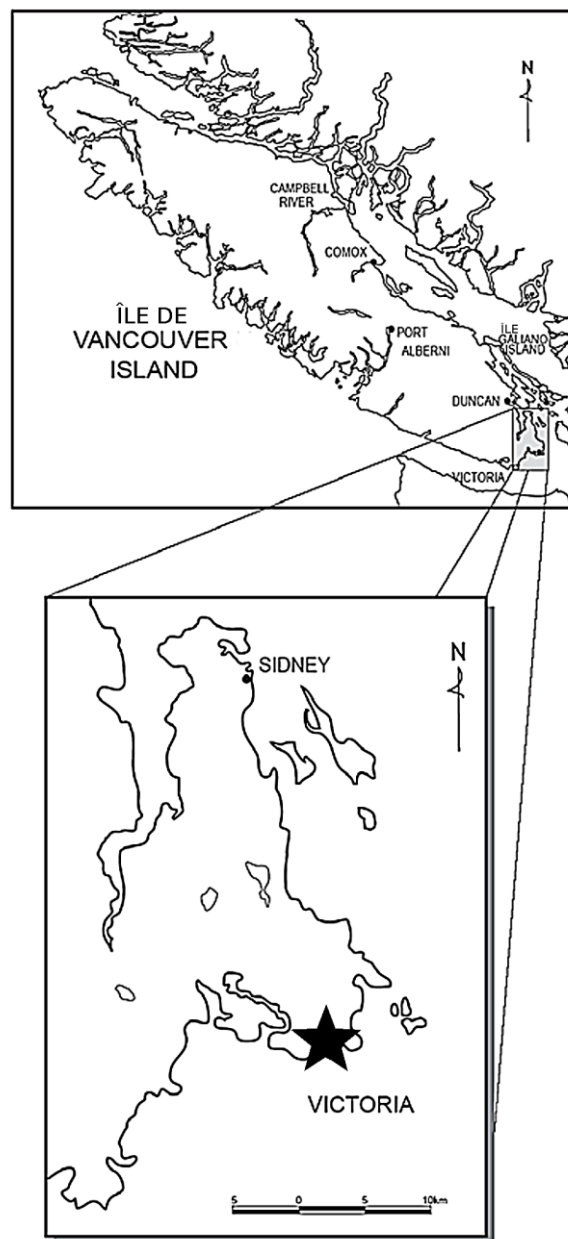 N
CAMPBELL
RIVER
COMOX
ÎLE DE
VANCOUVER
ISLAND
PORT
ALBERNI
ÎLE
GALIANO
ISLAND
DUNCAN
VICTORIA
SIDNEY
N
VICTORIA
5 0 5 10km